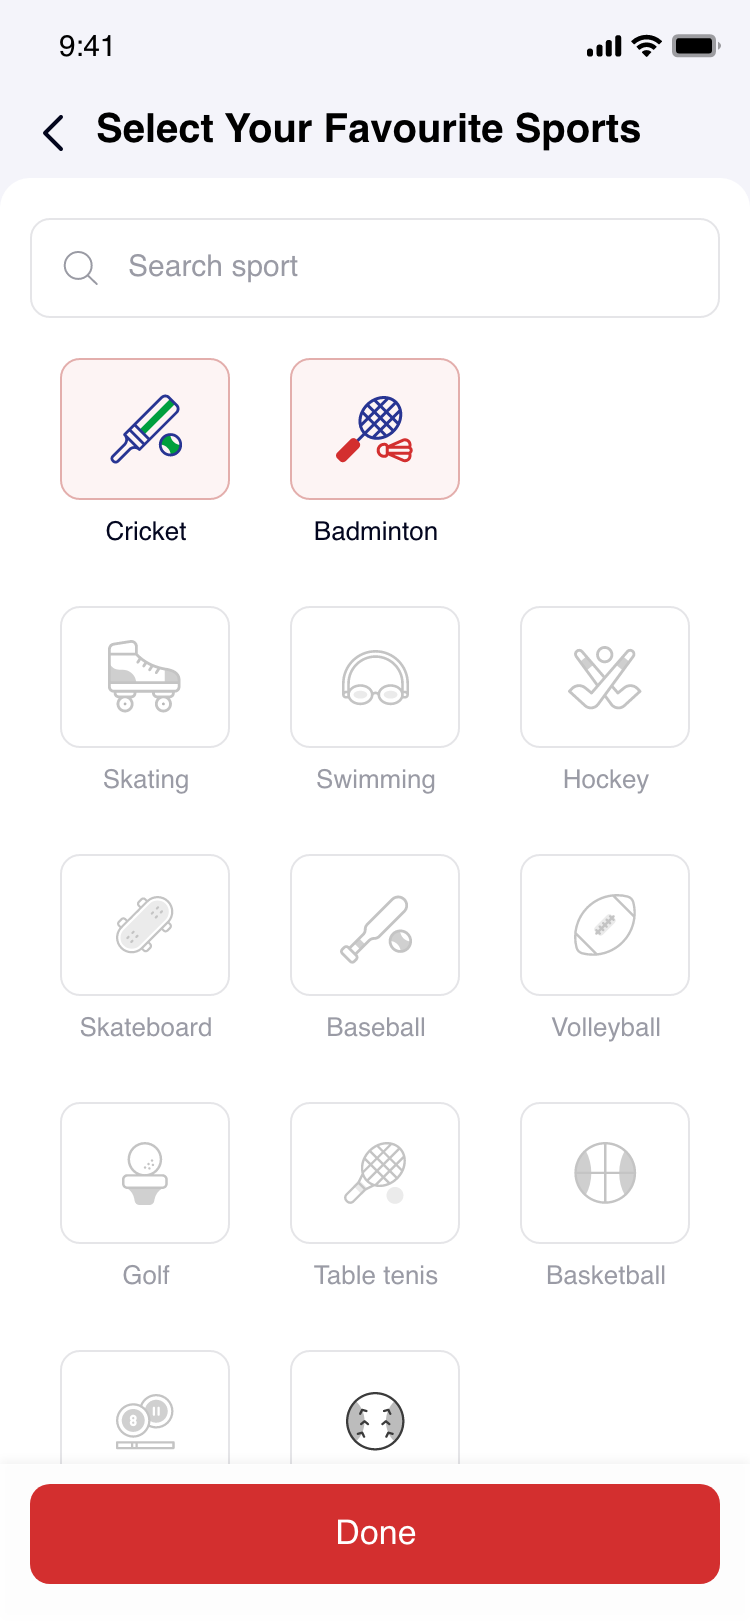 9:41
Select Your Favourite Sports
Search sport
Cricket Badminton
Skating Swimming Hockey
Skateboard Baseball Volleyball
Golf Table tenis Basketball
8 11
Done